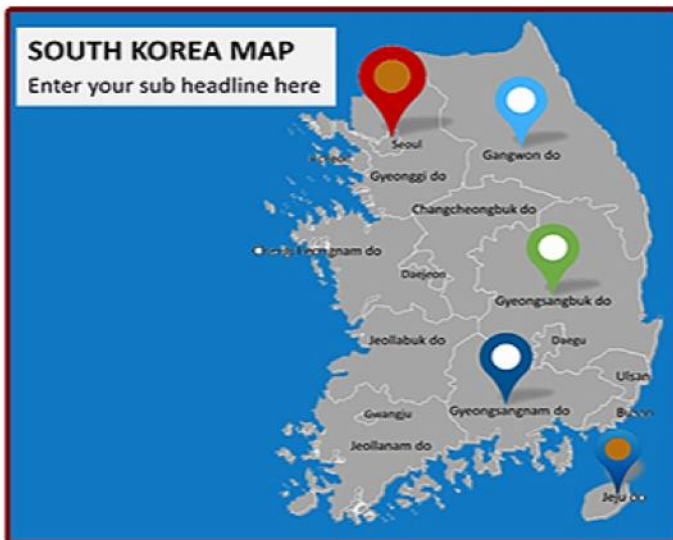 SOUTH KOREA MAP
Enter your sub headline here
Seoul
Gangwon do
Gyeonggi do
Changcheongbuk do
Daejeon
Gyeongsangbuk do
Jeollabuk do
Daegu
Ulsan
Gwangju
Gyeongsangnam do
Busan
Jeollanam do
Jeju do